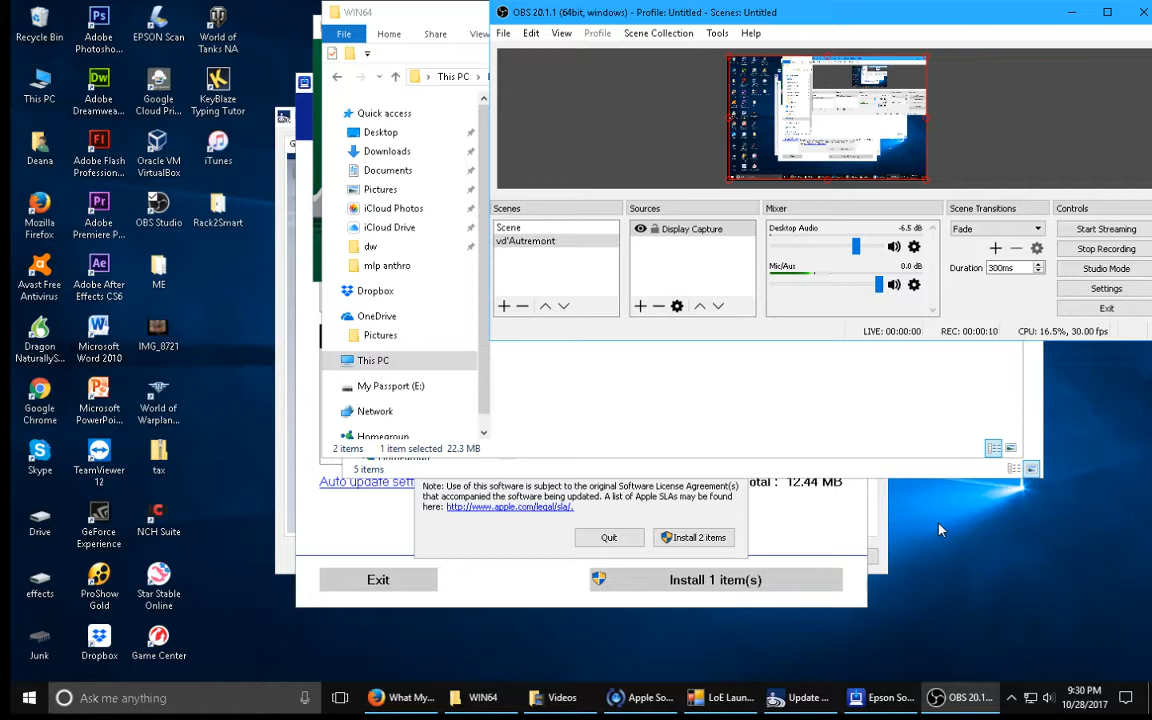 Recycle Bin
Adobe Photosho...
EPSON Scan
World of Tanks NA
This PC
Adobe Dreamwea...
Google Cloud Pri...
KeyBlaze Typing Tutor
Deana
Adobe Flash Profession...
Oracle VM VirtualBox
iTunes
Mozilla Firefox
Adobe Premiere P...
OBS Studio
Rack2Smart
Avast Free Antivirus
Adobe After Effects CS6
ME
Dragon NaturallyS...
Microsoft Word 2010
IMG_8721
Google Chrome
Microsoft PowerPoi...
World of Warplan...
Skype
TeamViewer 12
tax
Drive
GeForce Experience
NCH Suite
effects
ProShow Gold
Star Stable Online
Junk
Dropbox
Game Center
WIN64
File Home Share View
This PC
Quick access
Desktop
Downloads
Documents
Pictures
iCloud Photos
iCloud Drive
dw
mlp anthro
Dropbox
OneDrive
Pictures
This PC
My Passport (E:)
Network
Homegroup
2 items 1 item selected 22.3 MB
5 items
OBS 20.1.1 (64bit, windows) - Profile: Untitled - Scenes: Untitled
File Edit View Profile Scene Collection Tools Help
Scenes
Scene
vd'Autremont
Sources
Display Capture
Mixer
Desktop Audio -6.5 dB
Mic/Aux 0.0 dB
Scene Transitions
Fade
Duration 300ms
Controls
Start Streaming
Stop Recording
Studio Mode
Settings
Exit
LIVE: 00:00:00 REC: 00:00:10 CPU: 16.5%, 30.00 fps
Auto update set
otal : 12.44 MB
Note: Use of this software is subject to the original Software License Agreement(s)
that accompanied the software being updated. A list of Apple SLAs may be found
here: http://www.apple.com/legal/sla/.
Quit
Install 2 items
Exit
Install 1 item(s)
Ask me anything
What My...
WIN64
Videos
Apple So...
LoE Laun...
Update ...
Epson So...
OBS 20.1...
9:30 PM
10/28/2017